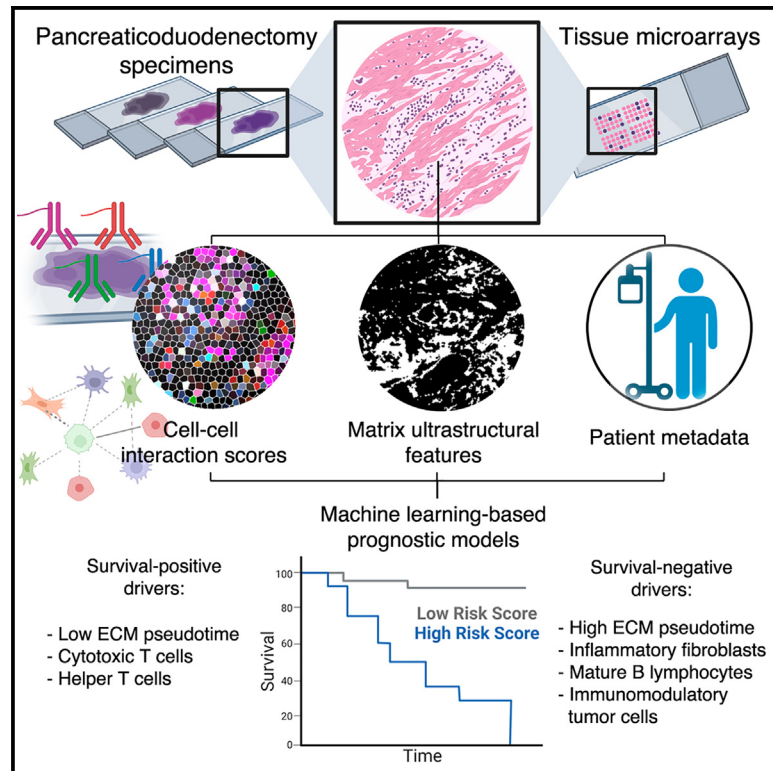 Pancreaticoduodenectomy
specimens
Tissue microarrays
Cell-cell
interaction scores
Matrix ultrastructural
features
Patient metadata
Machine learning-based
prognostic models
Survival-positive
drivers:
- Low ECM pseudotime
- Cytotoxic T cells
- Helper T cells
Survival
100
80
60
40
20
0
Low Risk Score
High Risk Score
Time
Survival-negative
drivers:
- High ECM pseudotime
- Inflammatory fibroblasts
- Mature B lymphocytes
- Immunomodulatory
tumor cells